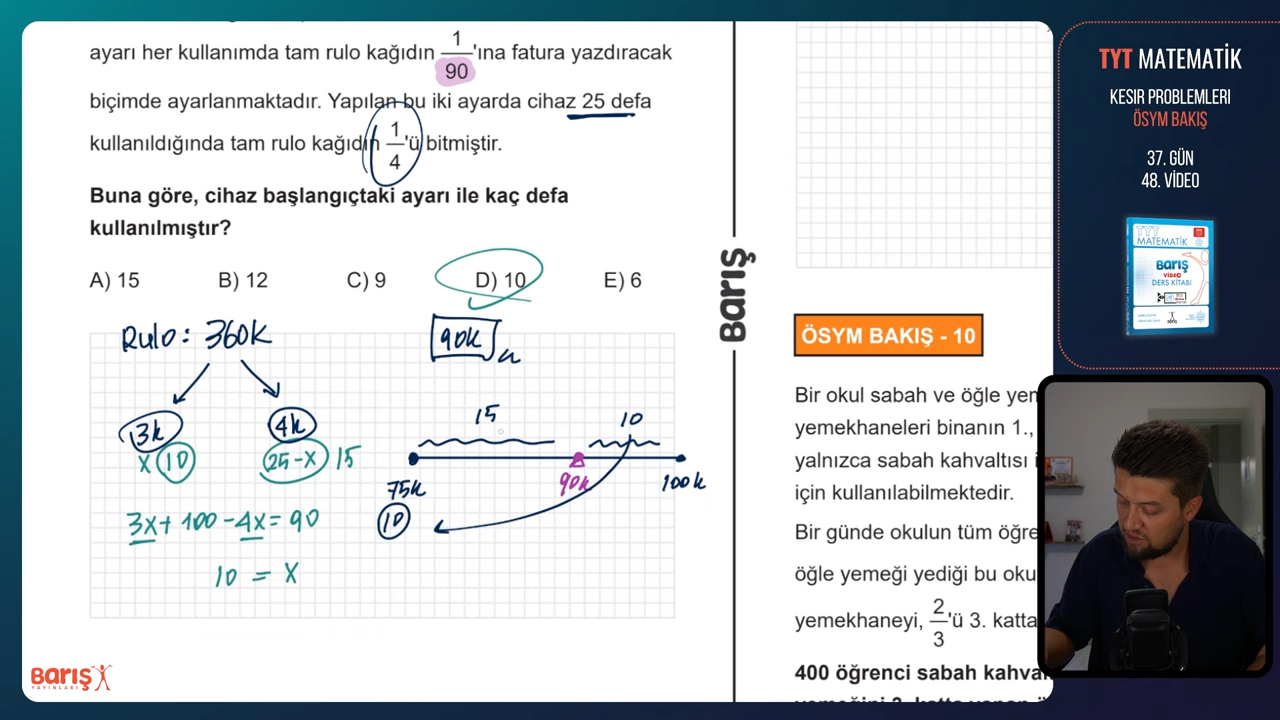 ayarı her kullanımda tam rulo kağıdın 1/90'ına fatura yazdıracak
biçimde ayarlanmaktadır. Yapılan bu iki ayarda cihaz 25 defa
kullanıldığında tam rulo kağıdın 1/4'ü bitmiştir.
Buna göre, cihaz başlangıçtaki ayarı ile kaç defa
kullanılmıştır?
A) 15 B) 12 C) 9 D) 10 E) 6
Rulo: 360k
90k
3k 4k
x 10 25-x 15
3x + 100 - 4x = 90
10 = x
15 10
75k 90k 100k
10
Barış
ÖSYM BAKIŞ - 10
Bir okul sabah ve öğle yem
yemekhaneleri binanın 1.,
yalnızca sabah kahvaltısı
için kullanılabilmektedir.
Bir günde okulun tüm öğre
öğle yemeği yediği bu oku
yemekhaneyi, 2/3'ü 3. katta
400 öğrenci sabah kahval
TYT MATEMATİK
KESIR PROBLEMLERI
ÖSYM BAKIŞ
37. GÜN
48. VİDEO
TYT
MATEMATİK
BARIŞ
VİDEO
DERS KİTABI
BARIŞ
YAYINLARI